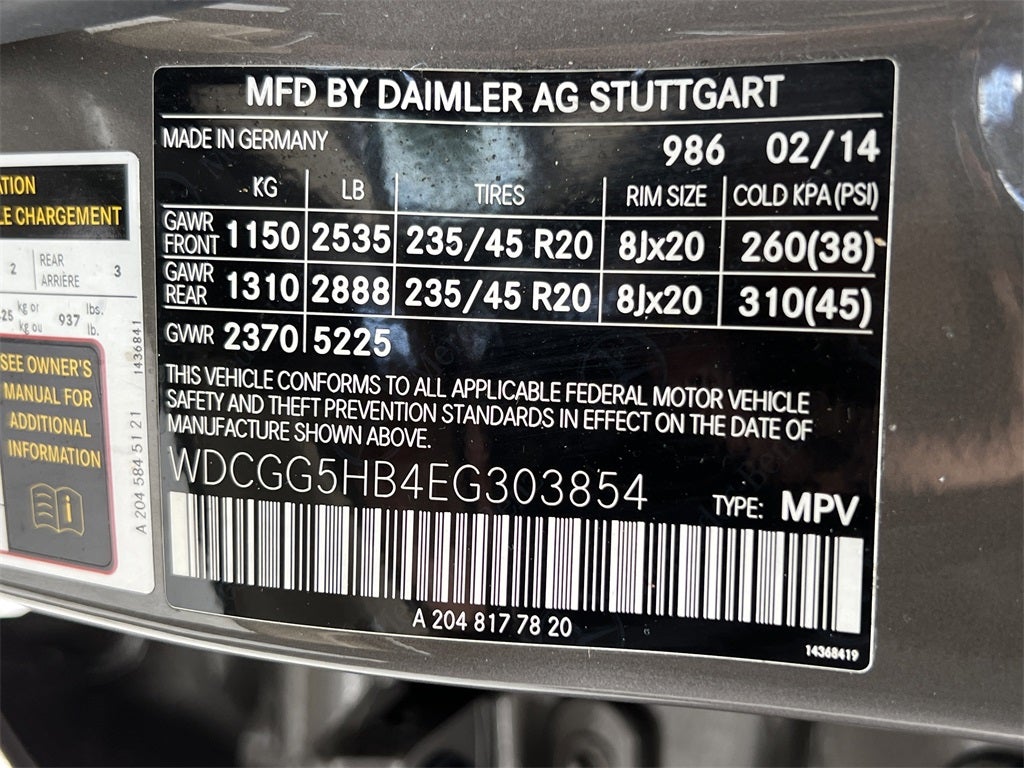 MFD BY DAIMLER AG STUTTGART
MADE IN GERMANY 986 02/14
KG LB TIRES RIM SIZE COLD KPA(PSI)
GAWR FRONT 1150 2535 235/45 R20 8Jx20 260(38)
GAWR REAR 1310 2888 235/45 R20 8Jx20 310(45)
GVWR 2370 5225
THIS VEHICLE CONFORMS TO ALL APPLICABLE FEDERAL MOTOR VEHICLE
SAFETY AND THEFT PREVENTION STANDARDS IN EFFECT ON THE DATE OF
MANUFACTURE SHOWN ABOVE.
WDCGG5HB4EG303854 TYPE: MPV
A 204 817 78 20
14368419
LE CHARGEMENT
2 REAR 3
ARRIÈRE
kg or 937 lbs.
kg ou lb.
SEE OWNER'S
MANUAL FOR
ADDITIONAL
INFORMATION
A 204 584 51 21 1436841